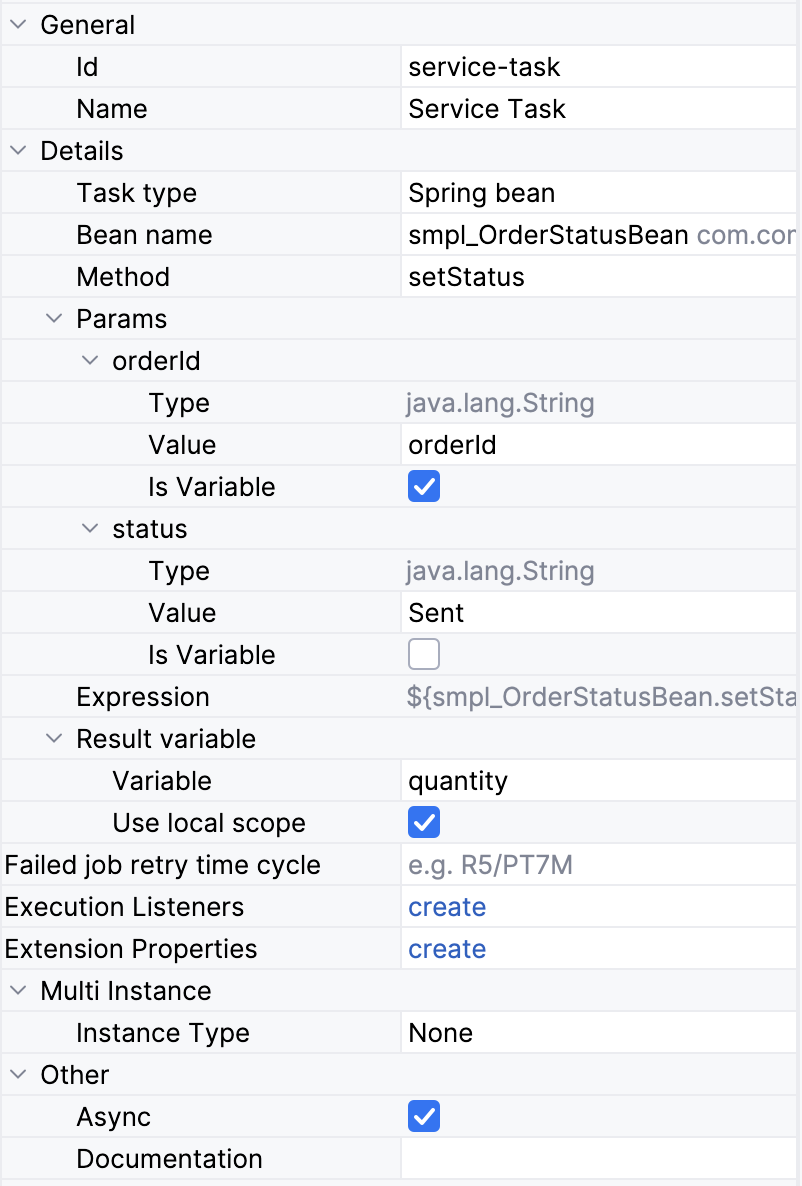 General
Id service-task
Name Service Task
Details
Task type Spring bean
Bean name smpl_OrderStatusBean com.con
Method setStatus
Params
orderId
Type java.lang.String
Value orderId
Is Variable
status
Type java.lang.String
Value Sent
Is Variable
Expression ${smpl_OrderStatusBean.setSta
Result variable
Variable quantity
Use local scope
Failed job retry time cycle e.g. R5/PT7M
Execution Listeners create
Extension Properties create
Multi Instance
Instance Type None
Other
Async
Documentation